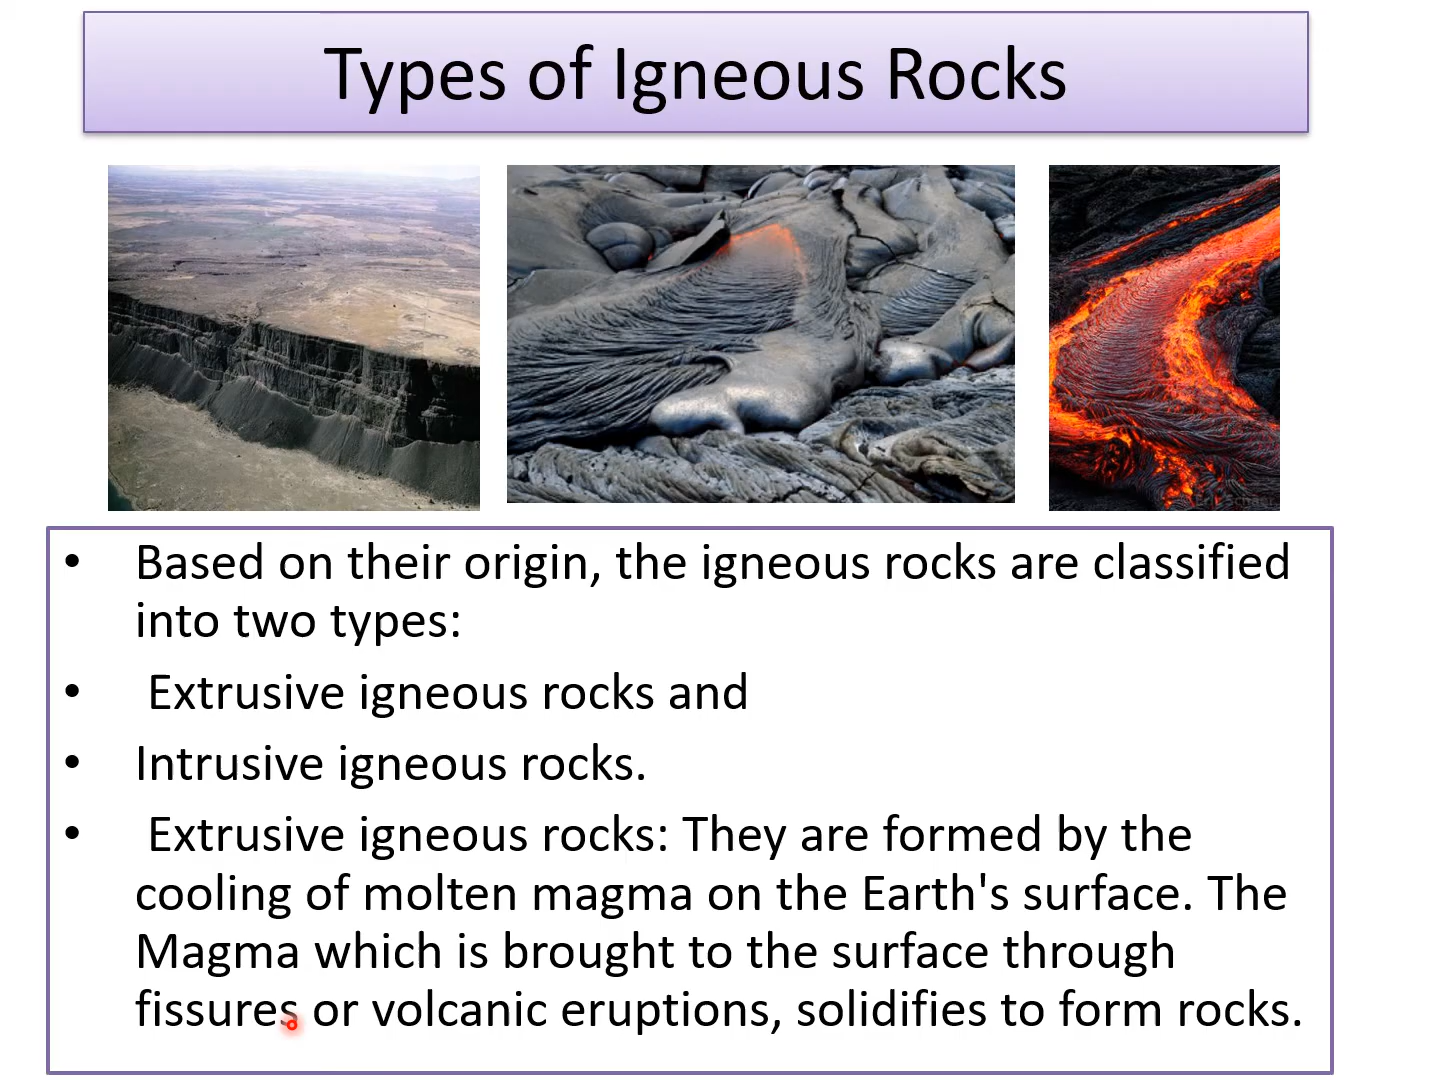 Types of Igneous Rocks
• Based on their origin, the igneous rocks are classified
into two types:
• Extrusive igneous rocks and
• Intrusive igneous rocks.
• Extrusive igneous rocks: They are formed by the
cooling of molten magma on the Earth's surface. The
Magma which is brought to the surface through
fissures or volcanic eruptions, solidifies to form rocks.